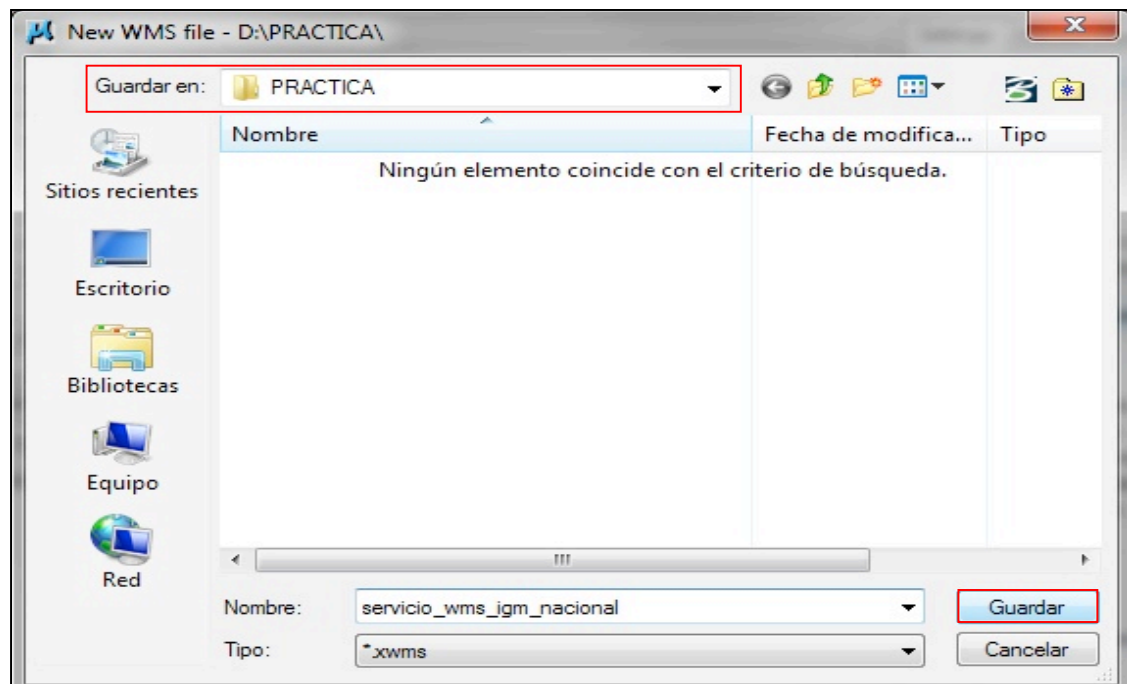 New WMS file - D:\PRACTICA\
Guardar en: PRACTICA
Nombre Fecha de modifica... Tipo
Ningún elemento coincide con el criterio de búsqueda.
Sitios recientes
Escritorio
Bibliotecas
Equipo
Red
Nombre: servicio_wms_igm_nacional Guardar
Tipo: *.xwms Cancelar